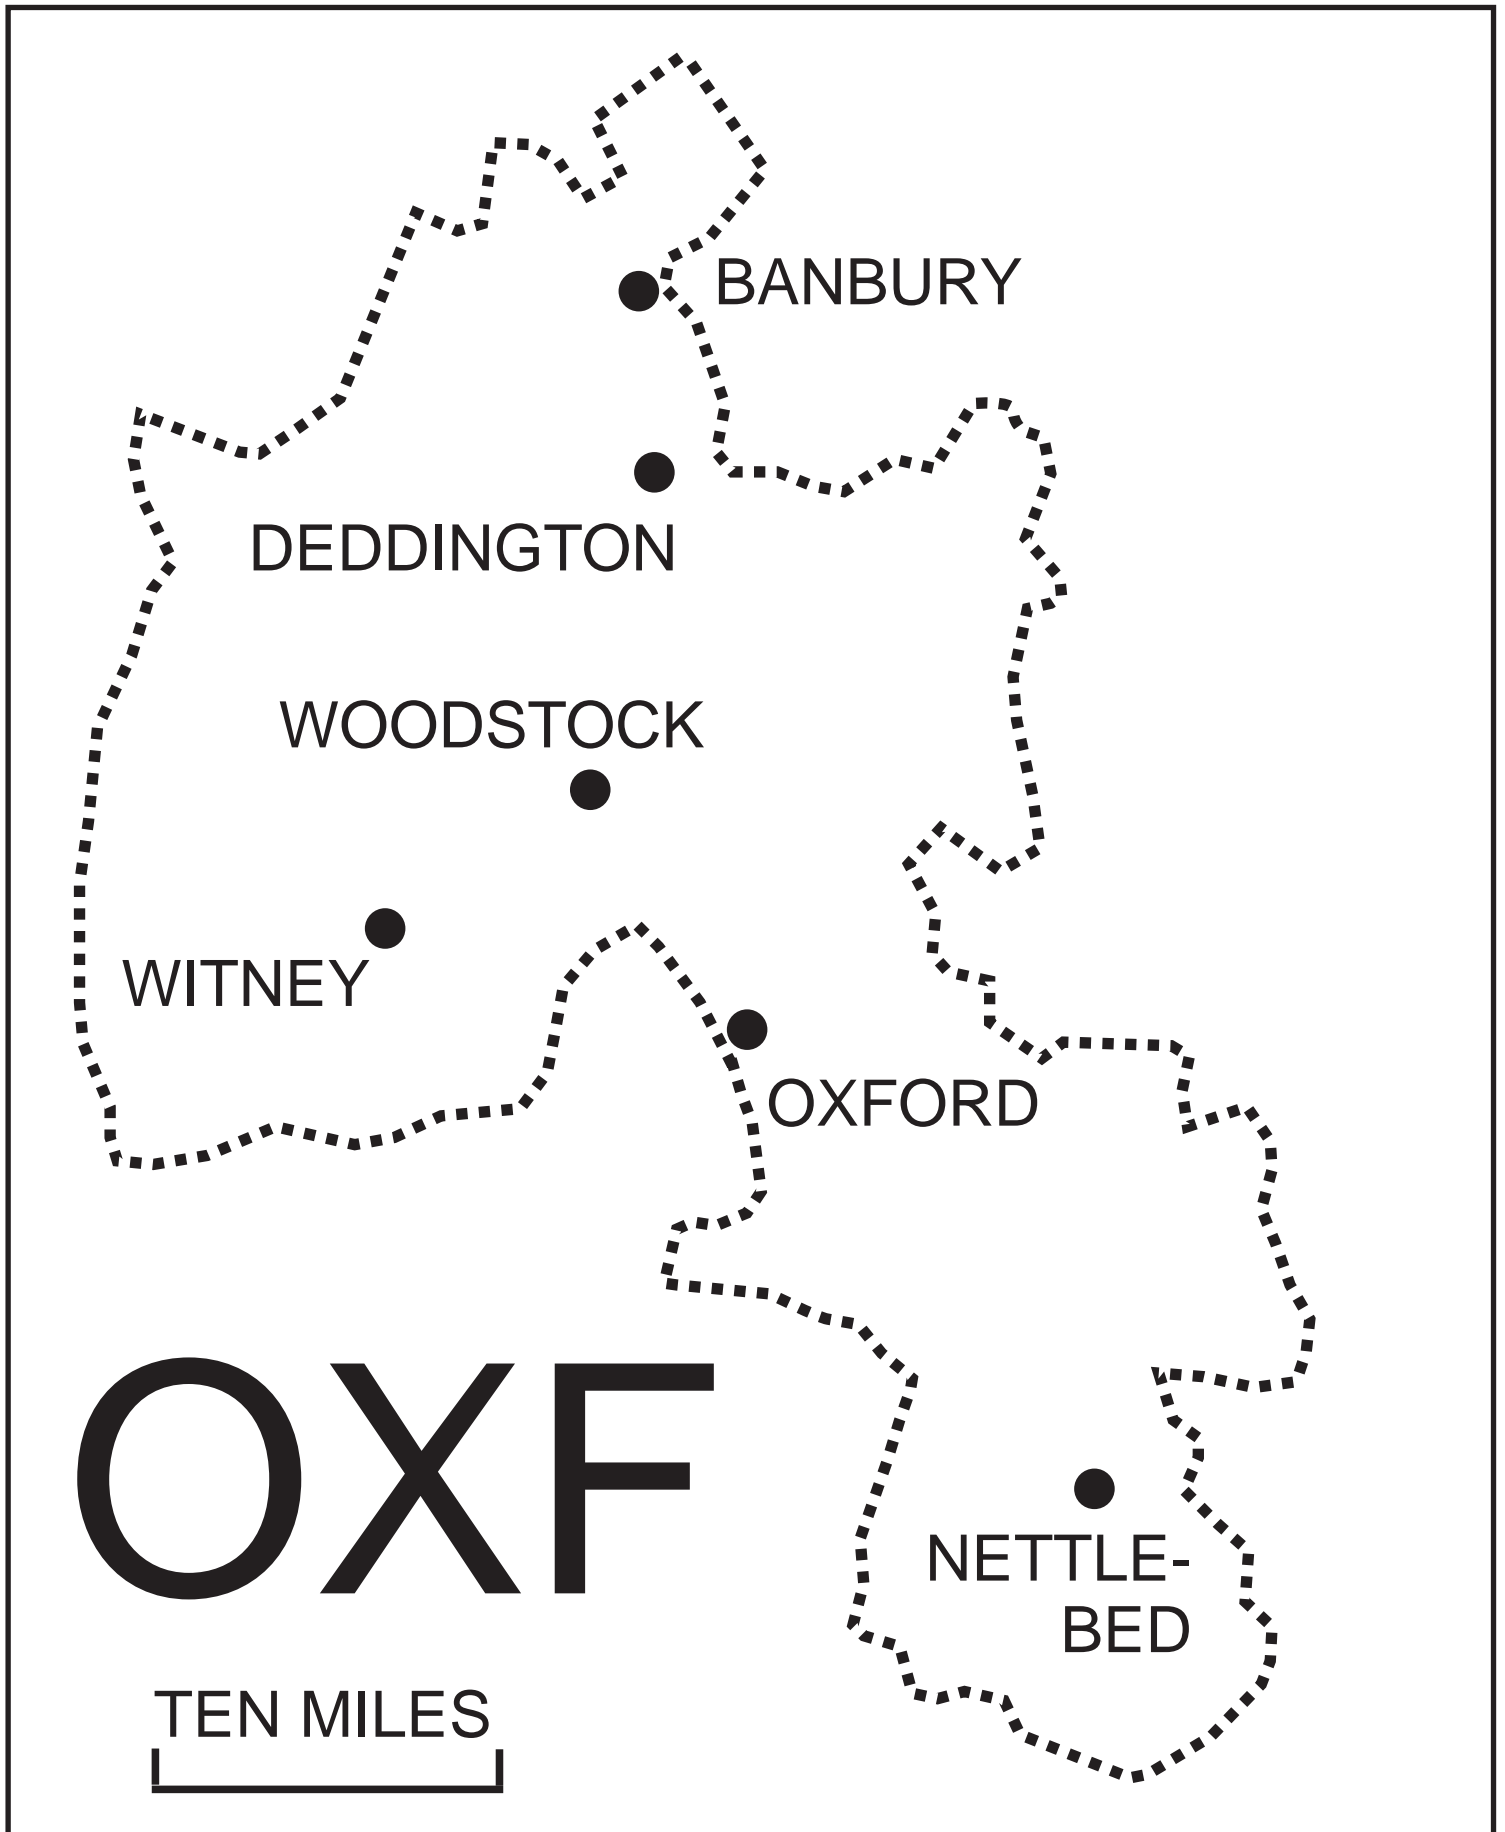 BANBURY
DEDDINGTON
WOODSTOCK
WITNEY
OXFORD
OXF
NETTLE-
BED
TEN MILES